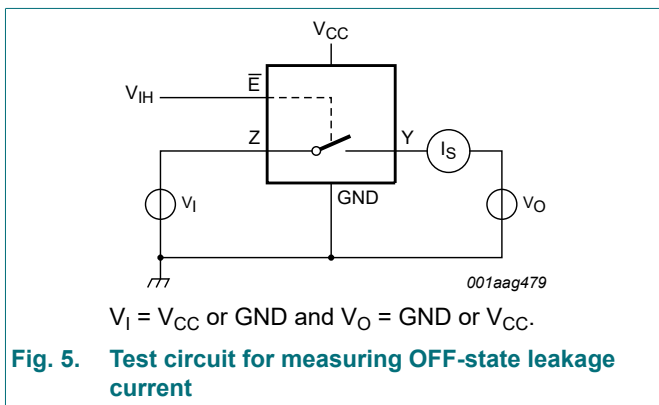 VCC
E̅
VIH
Z
Y
IS
GND
VI
VO
001aag479
VI = VCC or GND and VO = GND or VCC.
Fig. 5. Test circuit for measuring OFF-state leakage
current